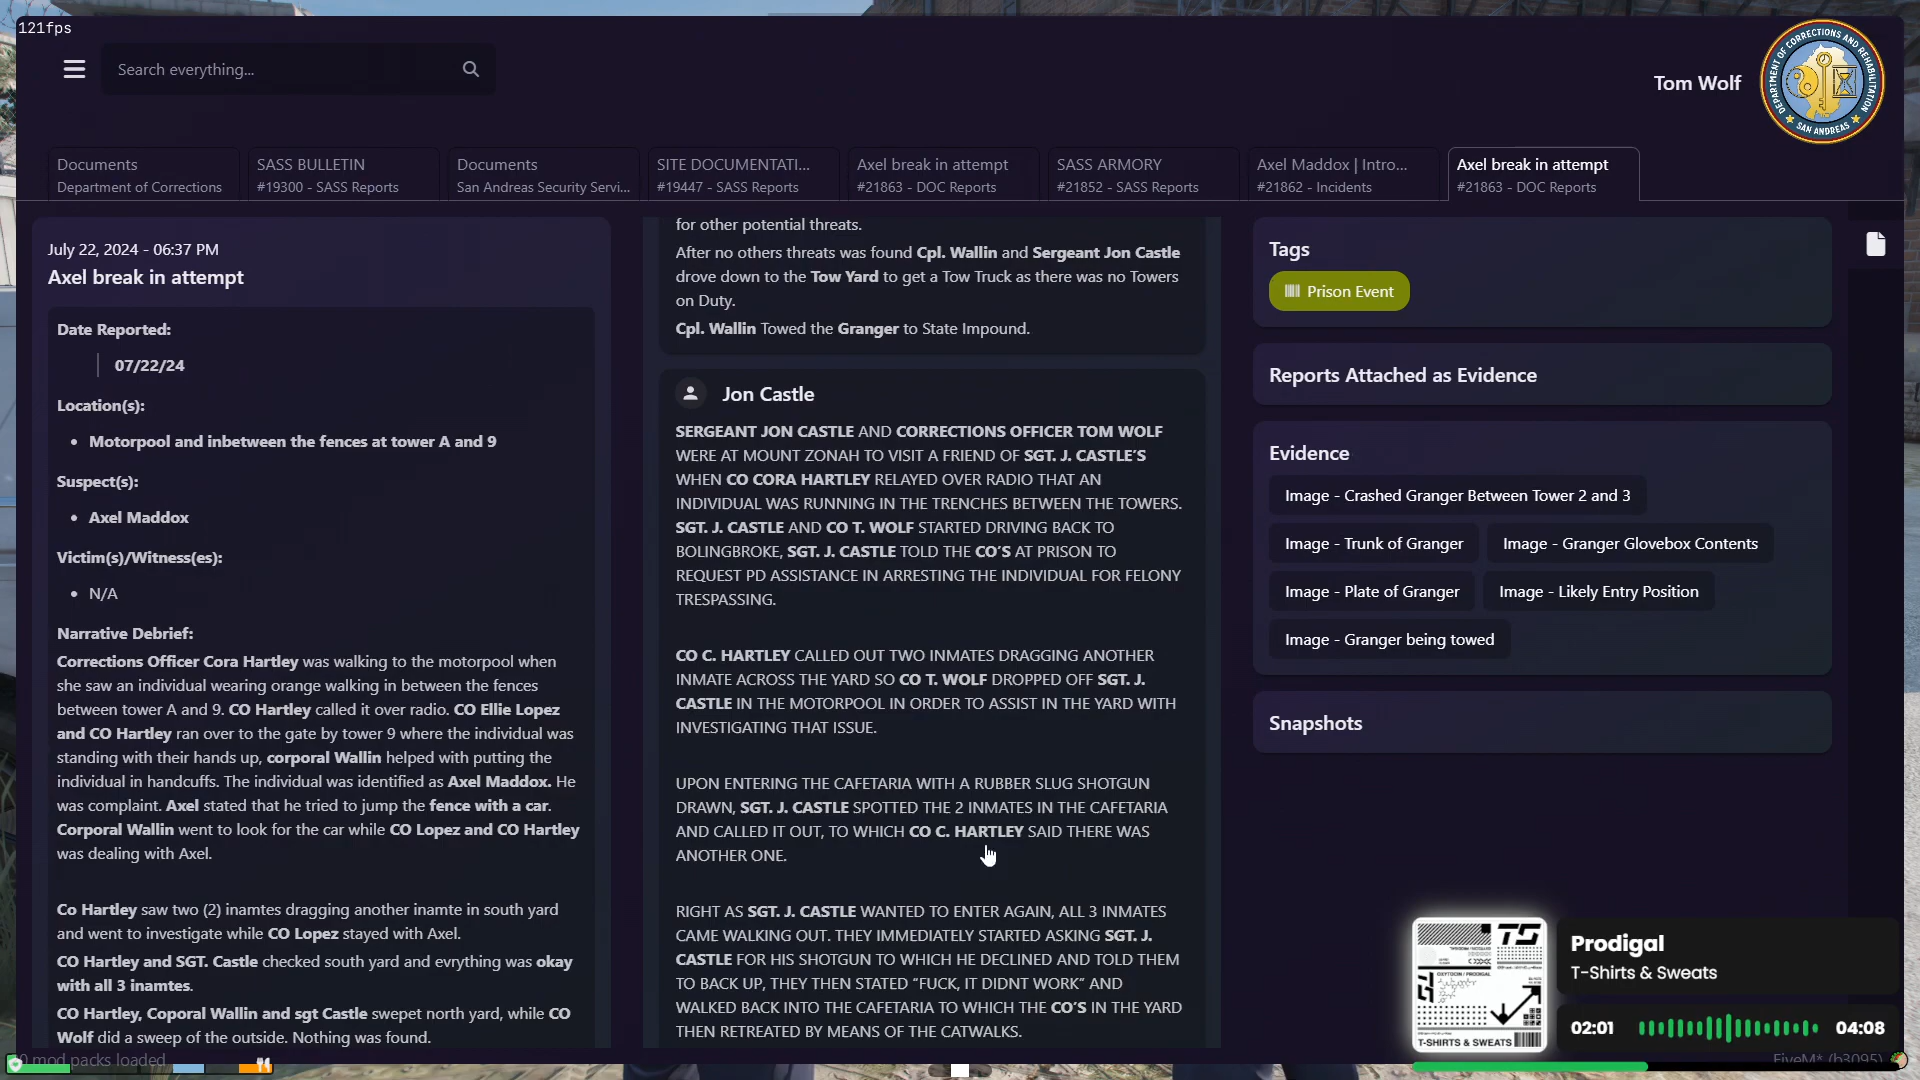 121fps
Search everything...
Tom Wolf
DEPARTMENT OF CORRECTIONS AND REHABILITATION
SAN ANDREAS
Documents
Department of Corrections
SASS BULLETIN
#19300 - SASS Reports
Documents
San Andreas Security Servi...
SITE DOCUMENTATI...
#19447 - SASS Reports
Axel break in attempt
#21863 - DOC Reports
SASS ARMORY
#21852 - SASS Reports
Axel Maddox | Intro...
#21862 - Incidents
Axel break in attempt
#21863 - DOC Reports
July 22, 2024 - 06:37 PM
Axel break in attempt
Date Reported:
07/22/24
Location(s):
• Motorpool and inbetween the fences at tower A and 9
Suspect(s):
• Axel Maddox
Victim(s)/Witness(es):
• N/A
Narrative Debrief:
Corrections Officer Cora Hartley was walking to the motorpool when
she saw an individual wearing orange walking in between the fences
between tower A and 9. CO Hartley called it over radio. CO Ellie Lopez
and CO Hartley ran over to the gate by tower 9 where the individual was
standing with their hands up, corporal Wallin helped with putting the
individual in handcuffs. The individual was identified as Axel Maddox. He
was complaint. Axel stated that he tried to jump the fence with a car.
Corporal Wallin went to look for the car while CO Lopez and CO Hartley
was dealing with Axel.
Co Hartley saw two (2) inamtes dragging another inamte in south yard
and went to investigate while CO Lopez stayed with Axel.
CO Hartley and SGT. Castle checked south yard and evrything was okay
with all 3 inamtes.
CO Hartley, Coporal Wallin and sgt Castle swepet north yard, while CO
Wolf did a sweep of the outside. Nothing was found.
for other potential threats.
After no others threats was found Cpl. Wallin and Sergeant Jon Castle
drove down to the Tow Yard to get a Tow Truck as there was no Towers
on Duty.
Cpl. Wallin Towed the Granger to State Impound.
Jon Castle
SERGEANT JON CASTLE AND CORRECTIONS OFFICER TOM WOLF
WERE AT MOUNT ZONAH TO VISIT A FRIEND OF SGT. J. CASTLE'S
WHEN CO CORA HARTLEY RELAYED OVER RADIO THAT AN
INDIVIDUAL WAS RUNNING IN THE TRENCHES BETWEEN THE TOWERS.
SGT. J. CASTLE AND CO T. WOLF STARTED DRIVING BACK TO
BOLINGBROKE, SGT. J. CASTLE TOLD THE CO'S AT PRISON TO
REQUEST PD ASSISTANCE IN ARRESTING THE INDIVIDUAL FOR FELONY
TRESPASSING.
CO C. HARTLEY CALLED OUT TWO INMATES DRAGGING ANOTHER
INMATE ACROSS THE YARD SO CO T. WOLF DROPPED OFF SGT. J.
CASTLE IN THE MOTORPOOL IN ORDER TO ASSIST IN THE YARD WITH
INVESTIGATING THAT ISSUE.
UPON ENTERING THE CAFETARIA WITH A RUBBER SLUG SHOTGUN
DRAWN, SGT. J. CASTLE SPOTTED THE 2 INMATES IN THE CAFETARIA
AND CALLED IT OUT, TO WHICH CO C. HARTLEY SAID THERE WAS
ANOTHER ONE.
RIGHT AS SGT. J. CASTLE WANTED TO ENTER AGAIN, ALL 3 INMATES
CAME WALKING OUT. THEY IMMEDIATELY STARTED ASKING SGT. J.
CASTLE FOR HIS SHOTGUN TO WHICH HE DECLINED AND TOLD THEM
TO BACK UP, THEY THEN STATED “FUCK, IT DIDNT WORK” AND
WALKED BACK INTO THE CAFETARIA TO WHICH THE CO'S IN THE YARD
THEN RETREATED BY MEANS OF THE CATWALKS.
Tags
Prison Event
Reports Attached as Evidence
Evidence
Image - Crashed Granger Between Tower 2 and 3
Image - Trunk of Granger
Image - Granger Glovebox Contents
Image - Plate of Granger
Image - Likely Entry Position
Image - Granger being towed
Snapshots
TS
T-SHIRTS & SWEATS
Prodigal
T-Shirts & Sweats
02:01
04:08
0 mod packs loaded
FiveM* (b3095)